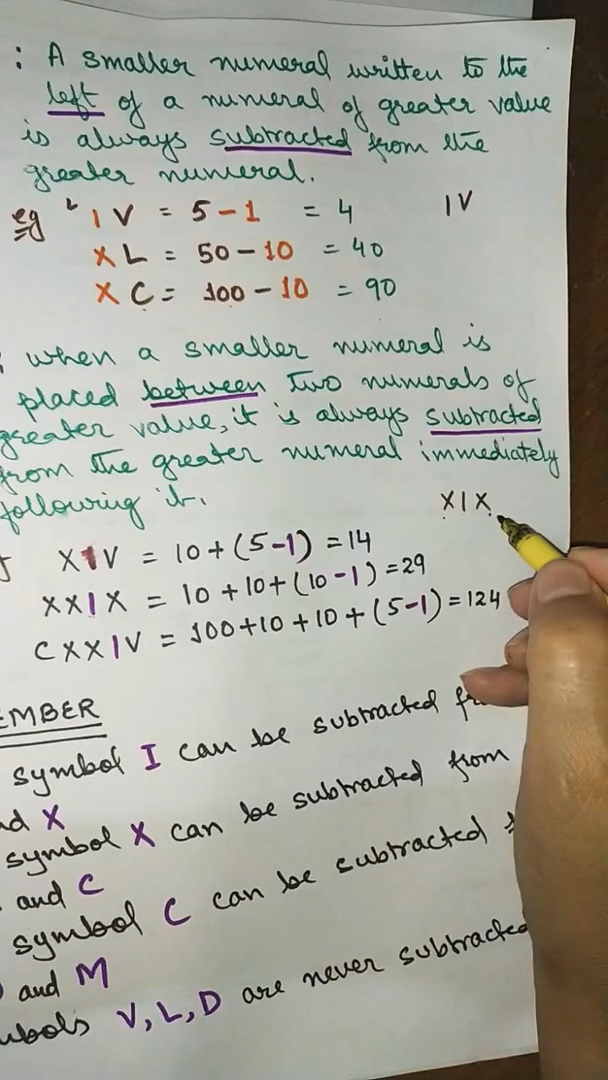 : A smaller numeral written to the
left of a numeral of greater value
is always subtracted from the
greater numeral.
eg IV = 5-1 = 4 IV
XL = 50-10 = 40
XC = 100-10 = 90
: when a smaller numeral is
placed between two numerals of
greater value, it is always subtracted
from the greater numeral immediately
following it.
XIX
XIV = 10+(5-1) = 14
XXIX = 10+10+(10-1) = 29
CXXIV = 100+10+10+(5-1) = 124
EMBER
symbol I can be subtracted
X
symbol X can be subtracted from
and C
symbol C can be subtracted
and M
V, L, D are never subtracted